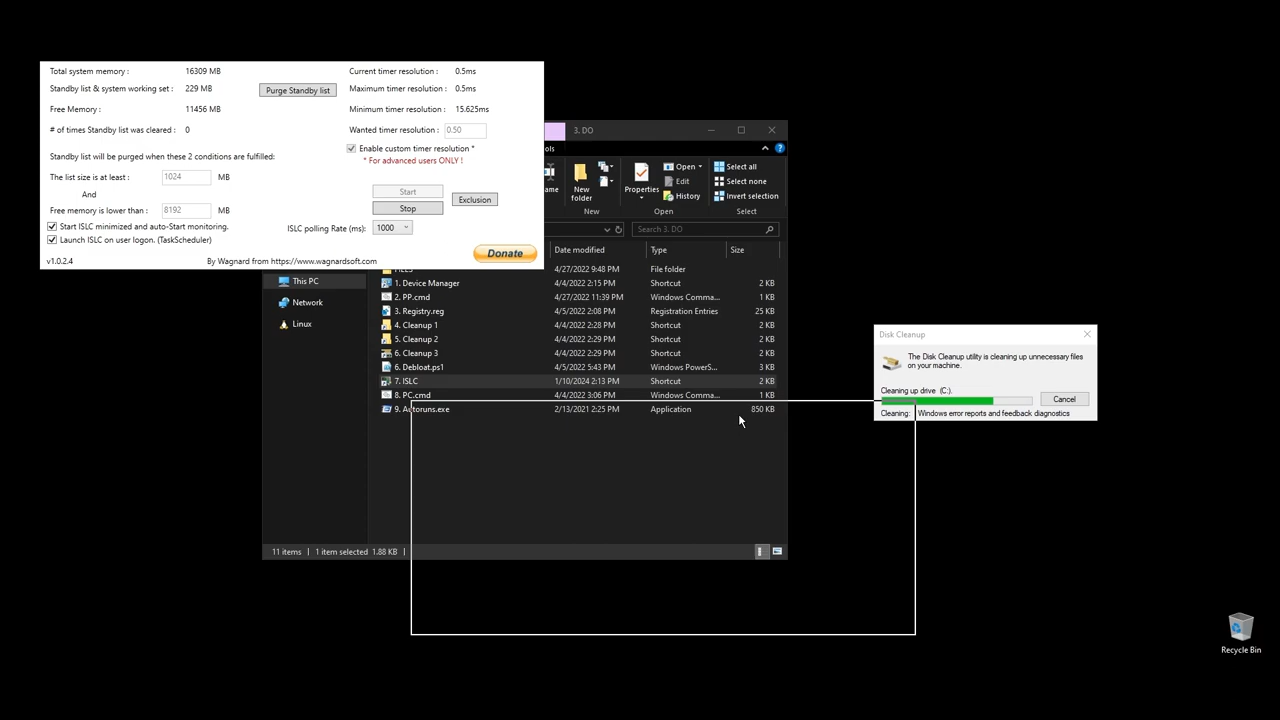 Total system memory : 16309 MB
Standby list & system working set : 229 MB
Purge Standby list
Free Memory : 11456 MB
# of times Standby list was cleared : 0
Standby list will be purged when these 2 conditions are fulfilled:
The list size is at least : 1024 MB
And
Free memory is lower than : 8192 MB
Start ISLC minimized and auto-Start monitoring.
Launch ISLC on user logon. (TaskScheduler)
v1.0.2.4
By Wagnard from https://www.wagnardsoft.com
Current timer resolution : 0.5ms
Maximum timer resolution : 0.5ms
Minimum timer resolution : 15.625ms
Wanted timer resolution : 0.50
Enable custom timer resolution *
* For advanced users ONLY !
Start
Stop
Exclusion
ISLC polling Rate (ms): 1000
Donate
3. DO
ols
ame
New
folder
New
Properties
Open
Edit
History
Open
Select all
Select none
Invert selection
Select
Search 3. DO
Date modified Type Size
This PC
Network
Linux
4/27/2022 9:48 PM File folder
1. Device Manager 4/4/2022 2:15 PM Shortcut 2 KB
2. PP.cmd 4/27/2022 11:39 PM Windows Comma... 1 KB
3. Registry.reg 4/5/2022 2:08 PM Registration Entries 25 KB
4. Cleanup 1 4/4/2022 2:28 PM Shortcut 2 KB
5. Cleanup 2 4/4/2022 2:29 PM Shortcut 2 KB
6. Cleanup 3 4/4/2022 2:29 PM Shortcut 2 KB
6. Debloat.ps1 4/5/2022 5:43 PM Windows PowerS... 3 KB
7. ISLC 1/10/2024 2:13 PM Shortcut 2 KB
8. PC.cmd 4/4/2022 3:06 PM Windows Comma... 1 KB
9. Autoruns.exe 2/13/2021 2:25 PM Application 850 KB
11 items 1 item selected 1.88 KB
Disk Cleanup
The Disk Cleanup utility is cleaning up unnecessary files
on your machine.
Cleaning up drive (C:).
Cancel
Cleaning: Windows error reports and feedback diagnostics
Recycle Bin